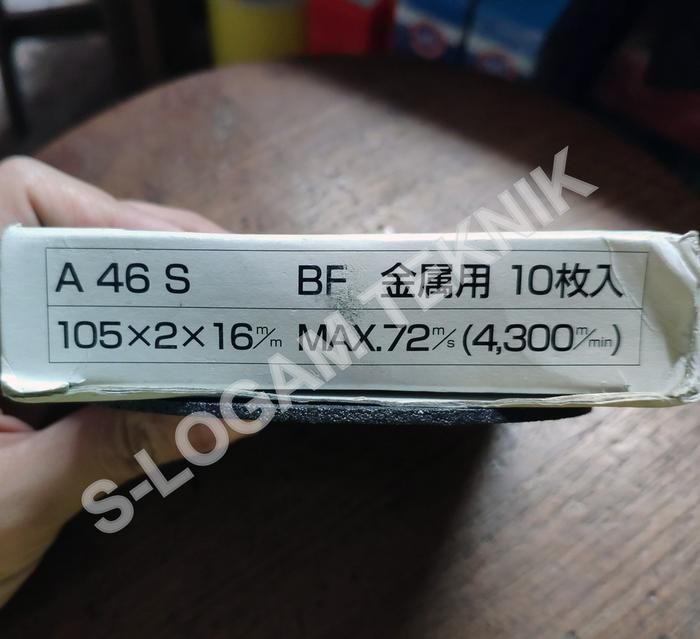 A 46 S BF 金属用 10枚入
105×2×16m/m MAX.72m/s (4,300m/min)
S-LOGAM TEKNIK